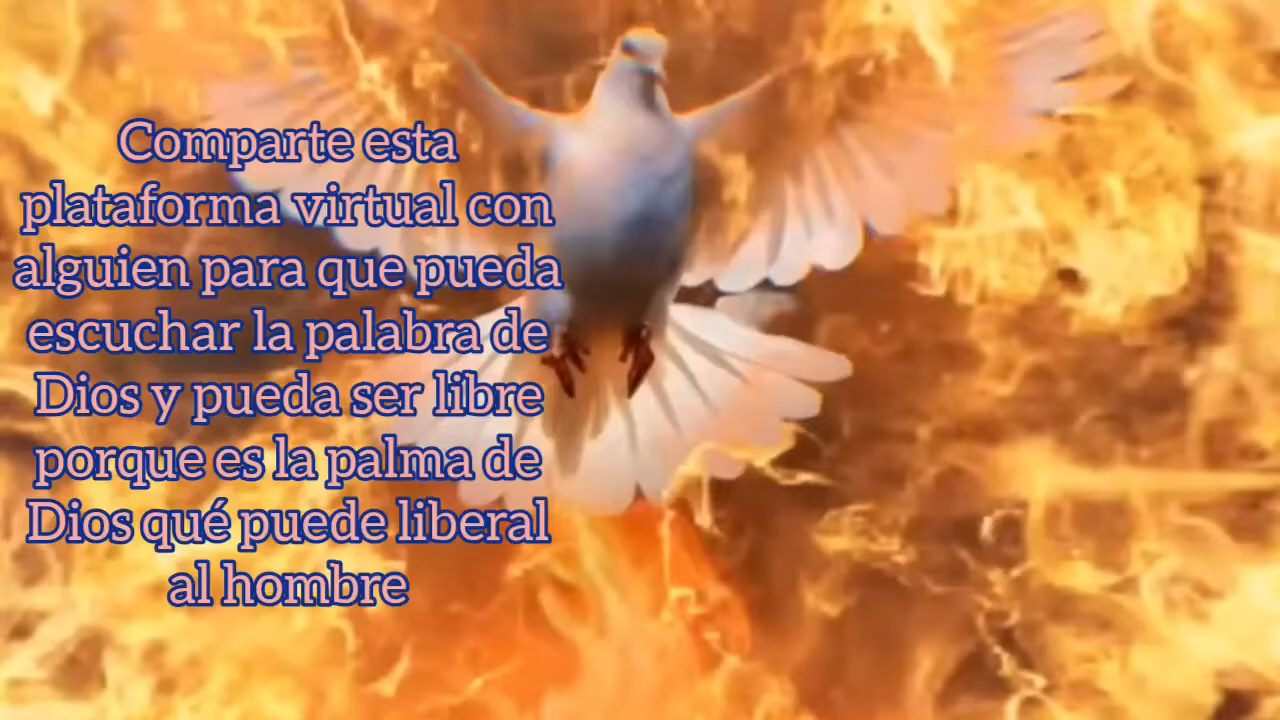 Comparte esta
plataforma virtual con
alguien para que pueda
escuchar la palabra de
Dios y pueda ser libre
porque es la palma de
Dios qué puede liberal
al hombre